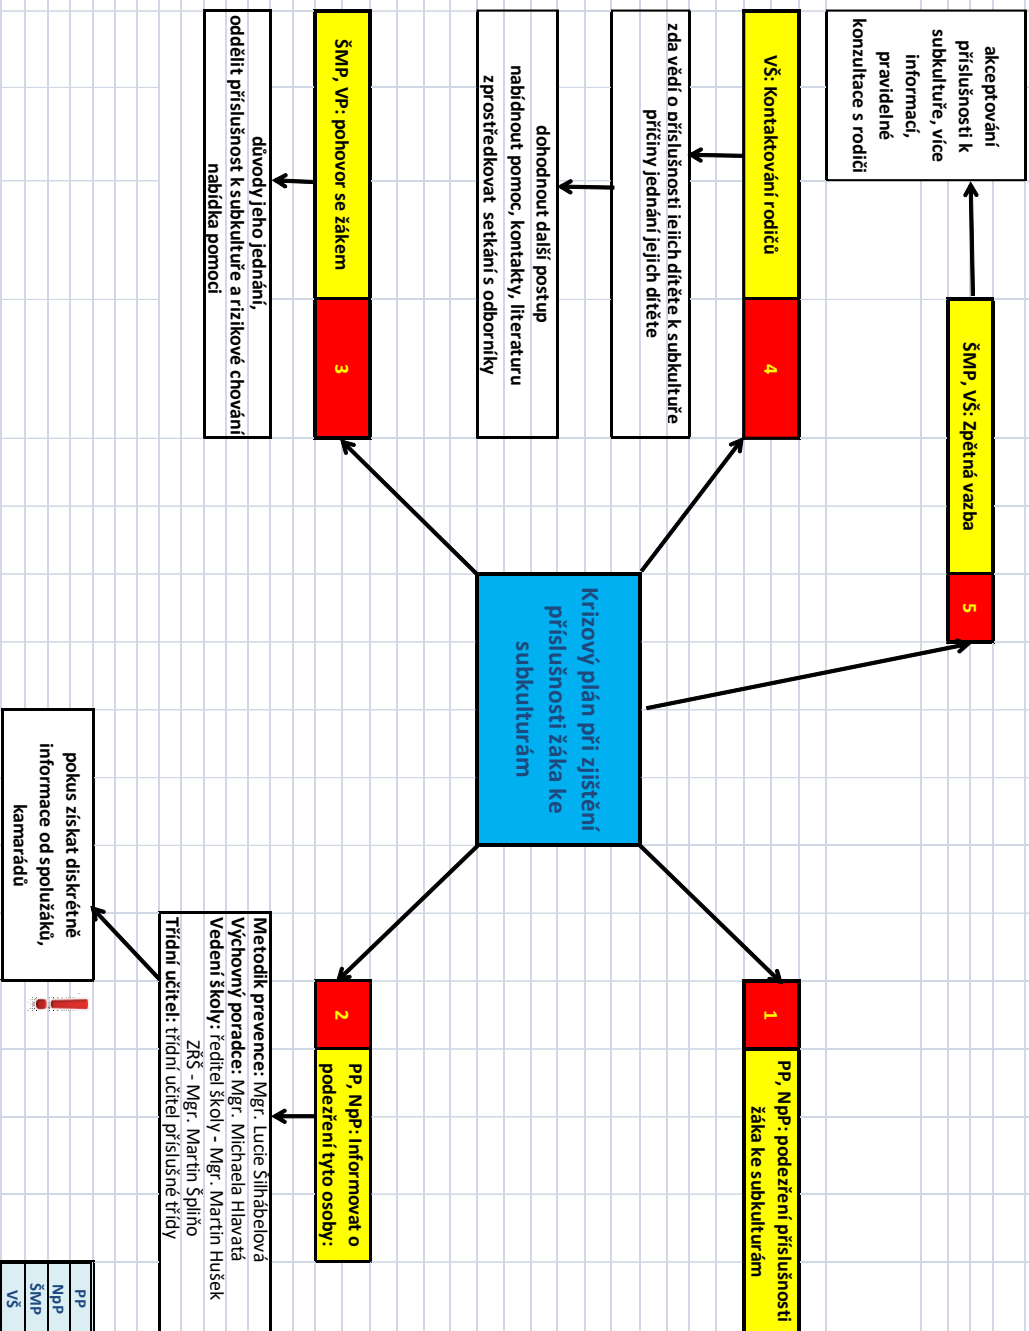 akceptování
příslušnosti k
subkultuře, více
informací,
pravidelné
konzultace s rodiči
ŠMP, VŠ: Zpětná vazba
5
VŠ: Kontaktování rodičů
4
zda vědí o příslušnosti jejich dítěte k subkultuře
příčiny jednání jejich dítěte
dohodnout další postup
nabídnout pomoc, kontakty, literaturu
zprostředkovat setkání s odborníky
ŠMP, VP: pohovor se žákem
3
důvody jeho jednání,
oddělit příslušnost k subkultuře a rizikové chování
nabídka pomoci
Krizový plán při zjištění
příslušnosti žáka ke
subkulturám
1
PP, NpP: podezření příslušnosti
žáka ke subkulturám
2
PP, NpP: Informovat o
podezření tyto osoby:
Metodik prevence: Mgr. Lucie Šilhábelová
Výchovný poradce: Mgr. Michaela Hlavatá
Vedení školy: ředitel školy - Mgr. Martin Hušek
ZŘŠ - Mgr. Martin Špliňo
Třídní učitel: třídní učitel příslušné třídy
pokus získat diskrétně
informace od spolužáků,
kamarádů
PP
NpP
ŠMP
VŠ